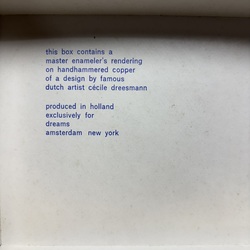 this box contains a
master enameler's rendering
on handhammered copper
of a design by famous
dutch artist cécile dreesmann
produced in holland
exclusively for
dreams
amsterdam new york